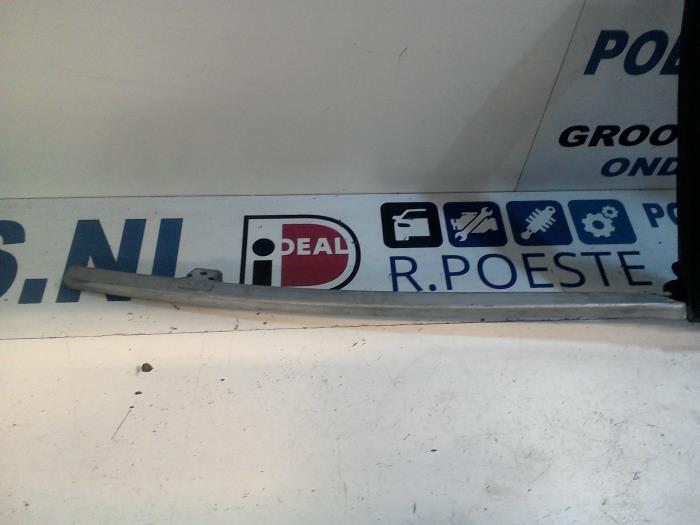 PO
GROO
OND
S.NL
iDEAL
R.POESTE
PO
S